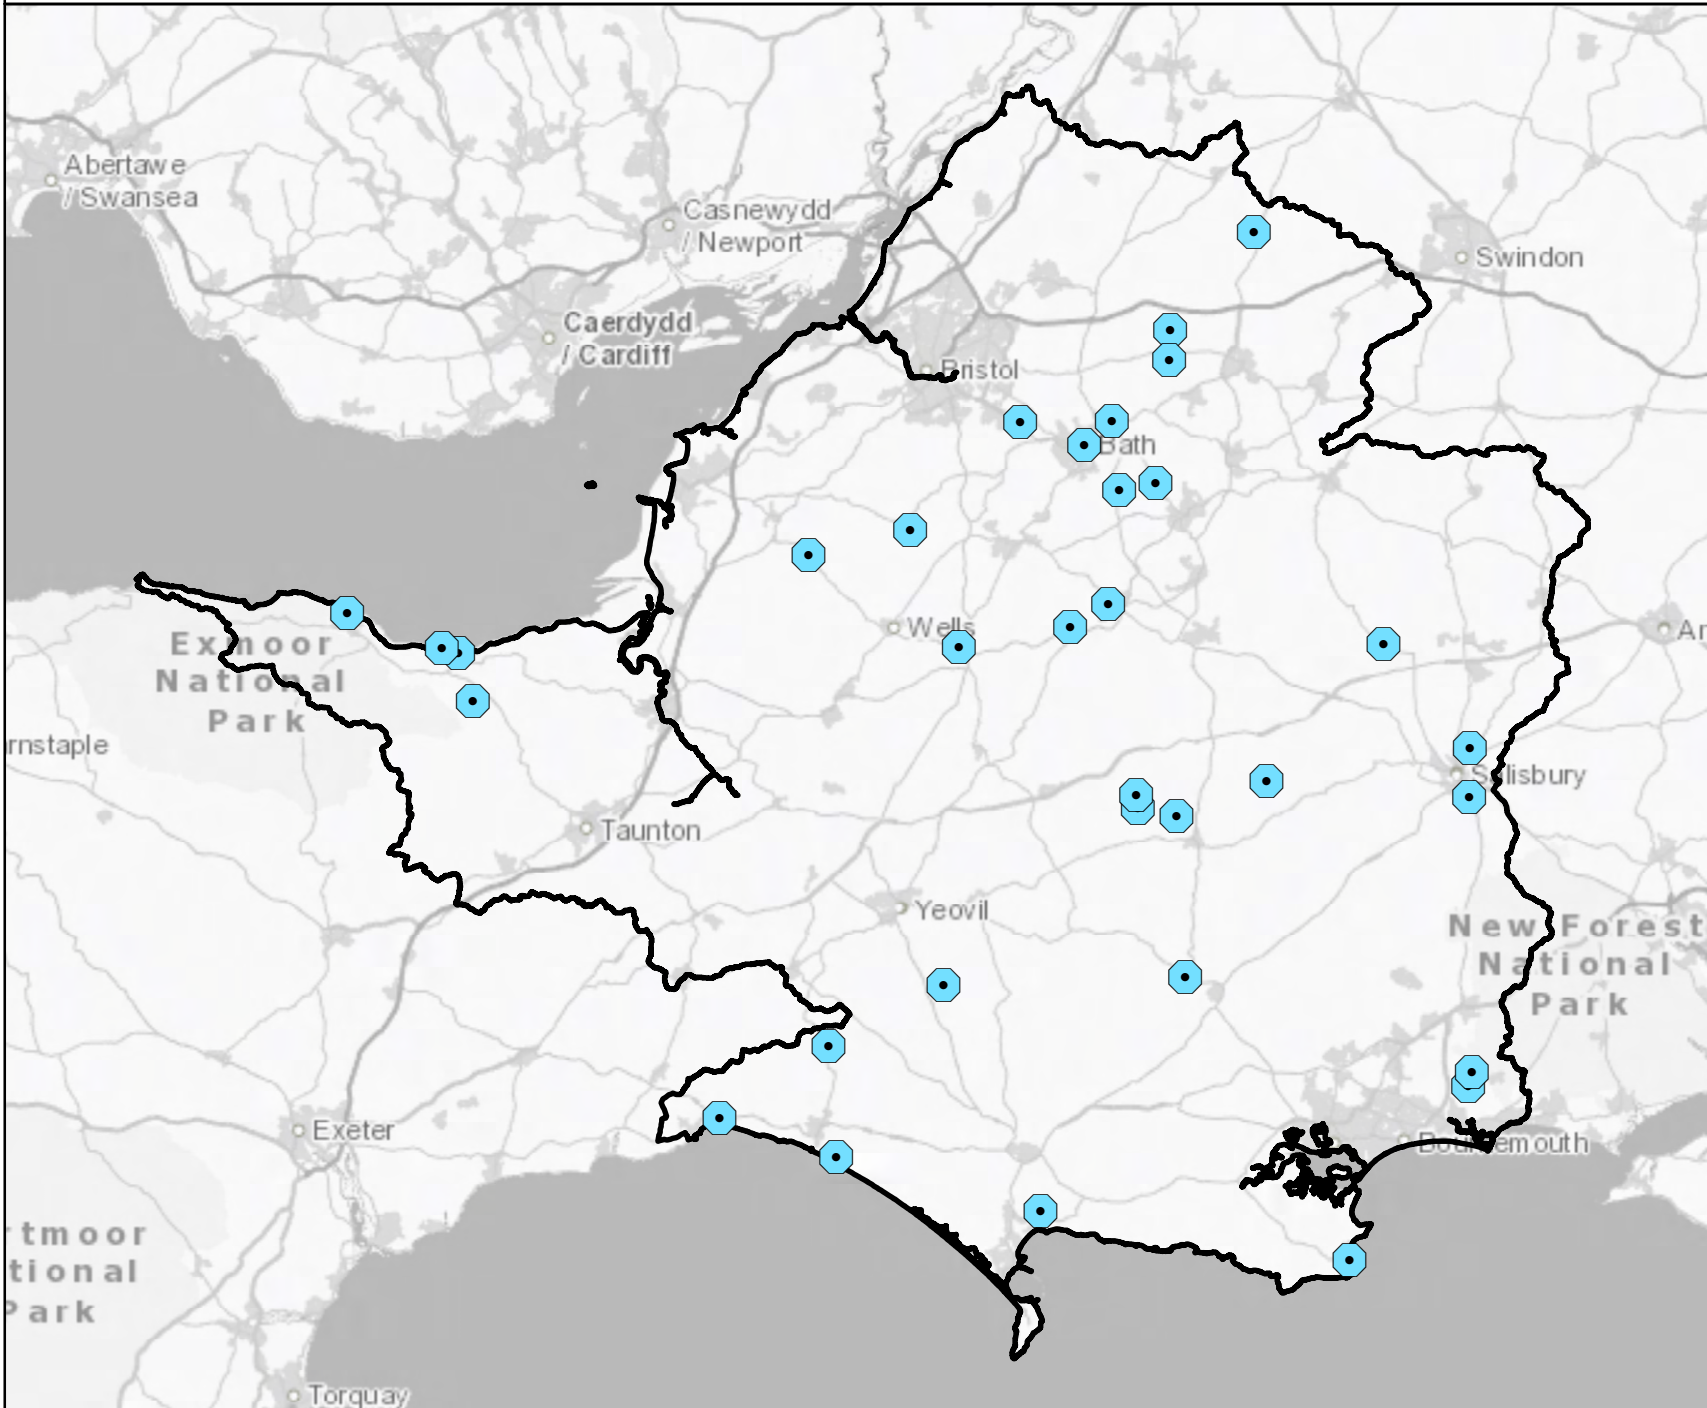 Abertawe
/ Swansea
Casnewydd
/ Newport
Swindon
Caerdydd
/ Cardiff
Bristol
Bath
Wells
An
Exmoor
National
Park
rnstaple
Salisbury
Taunton
Yeovil
New Forest
National
Park
Exeter
Bournemouth
rtmoor
tional
Park
Torquay